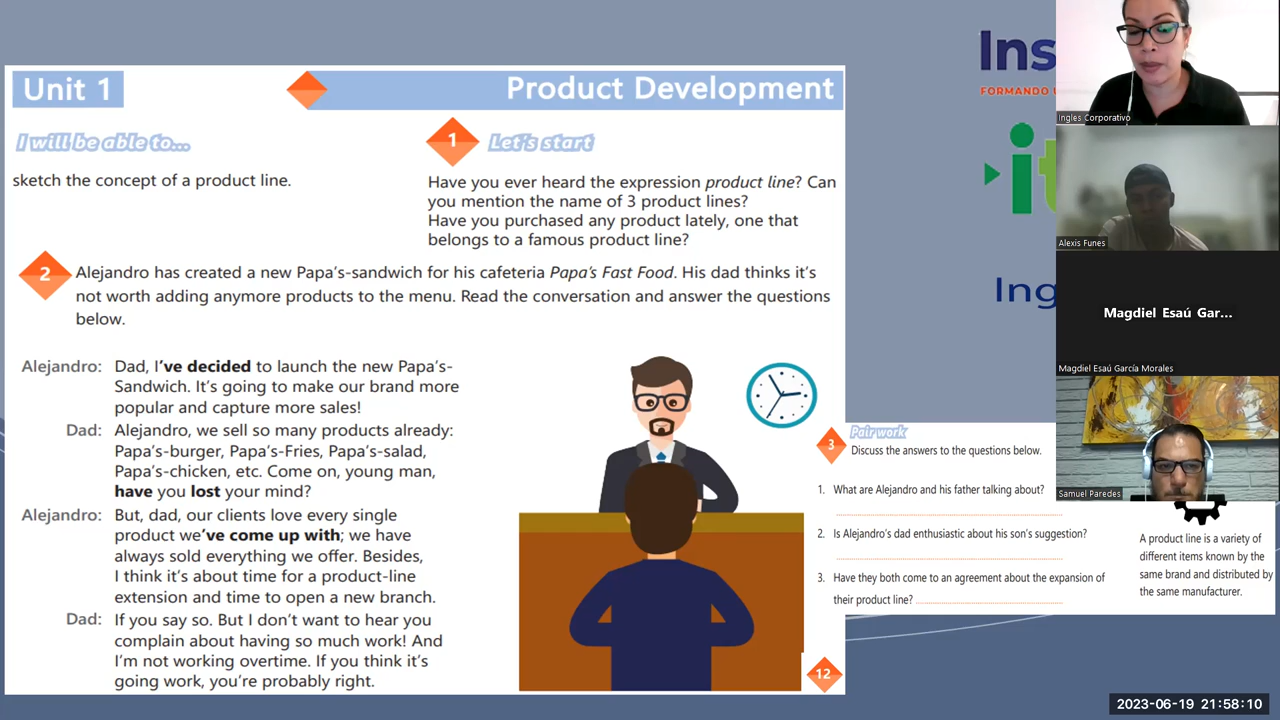 Unit 1
Product Development
I will be able to...
sketch the concept of a product line.
1
Let's start
Have you ever heard the expression product line? Can
you mention the name of 3 product lines?
Have you purchased any product lately, one that
belongs to a famous product line?
2
Alejandro has created a new Papa's-sandwich for his cafeteria Papa's Fast Food. His dad thinks it's
not worth adding anymore products to the menu. Read the conversation and answer the questions
below.
Alejandro: Dad, I've decided to launch the new Papa's-
Sandwich. It's going to make our brand more
popular and capture more sales!
Dad: Alejandro, we sell so many products already:
Papa's-burger, Papa's-Fries, Papa's-salad,
Papa's-chicken, etc. Come on, young man,
have you lost your mind?
Alejandro: But, dad, our clients love every single
product we've come up with; we have
always sold everything we offer. Besides,
I think it's about time for a product-line
extension and time to open a new branch.
Dad: If you say so. But I don't want to hear you
complain about having so much work! And
I'm not working overtime. If you think it's
going work, you're probably right.
12
3
Pair work
Discuss the answers to the questions below.
1. What are Alejandro and his father talking about?
2. Is Alejandro's dad enthusiastic about his son's suggestion?
3. Have they both come to an agreement about the expansion of
their product line?
A product line is a variety of
different items known by the
same brand and distributed by
the same manufacturer.
Ins
FORMANDO
it
Ing
Ingles Corporativo
Alexis Funes
Magdiel Esaú Gar...
Magdiel Esaú García Morales
Samuel Paredes
2023-06-19 21:58:10